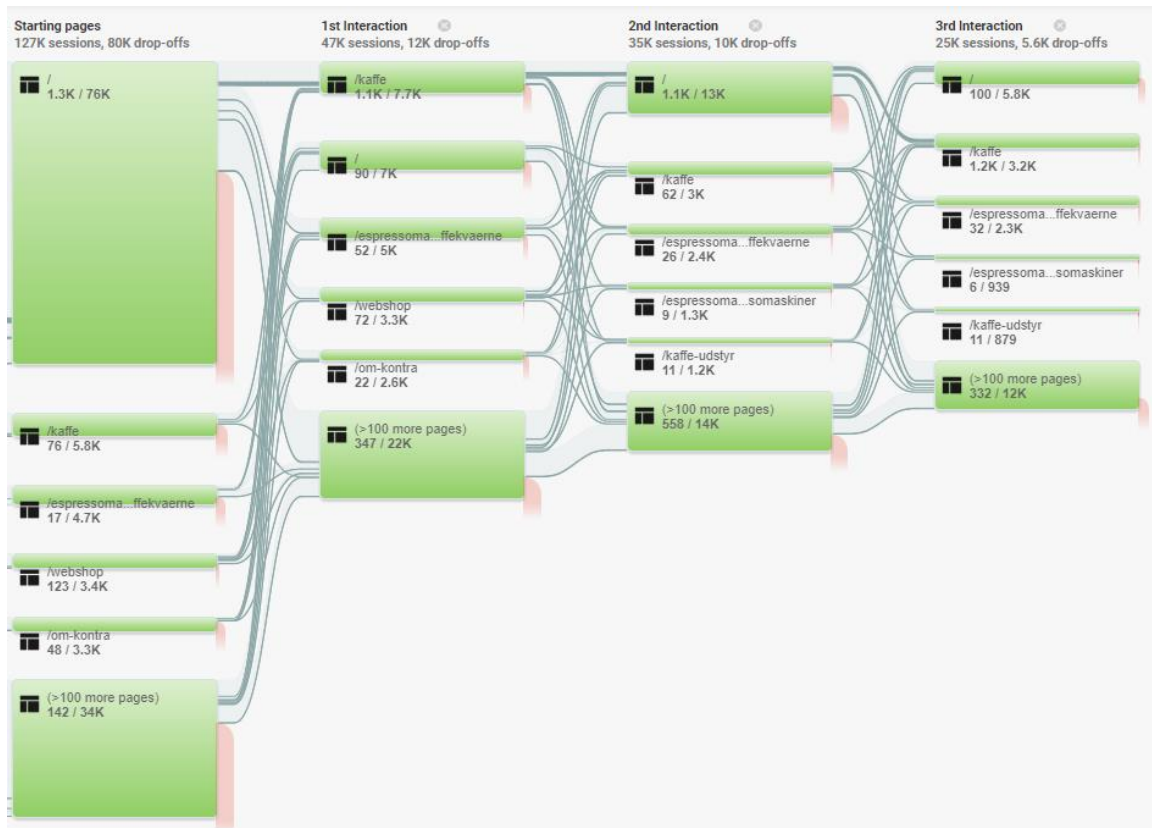 Starting pages
127K sessions, 80K drop-offs
/
1.3K / 76K
/kaffe
76 / 5.8K
/espressoma...ffekvaerne
17 / 4.7K
/webshop
123 / 3.4K
/om-kontra
48 / 3.3K
(>100 more pages)
142 / 34K
1st Interaction
47K sessions, 12K drop-offs
/kaffe
1.1K / 7.7K
/
90 / 7K
/espressoma...ffekvaerne
52 / 5K
/webshop
72 / 3.3K
/om-kontra
22 / 2.6K
(>100 more pages)
347 / 22K
2nd Interaction
35K sessions, 10K drop-offs
/
1.1K / 13K
/kaffe
62 / 3K
/espressoma...ffekvaerne
26 / 2.4K
/espressoma...somaskiner
9 / 1.3K
/kaffe-udstyr
11 / 1.2K
(>100 more pages)
558 / 14K
3rd Interaction
25K sessions, 5.6K drop-offs
/
100 / 5.8K
/kaffe
1.2K / 3.2K
/espressoma...ffekvaerne
32 / 2.3K
/espressoma...somaskiner
6 / 939
/kaffe-udstyr
11 / 879
(>100 more pages)
332 / 12K